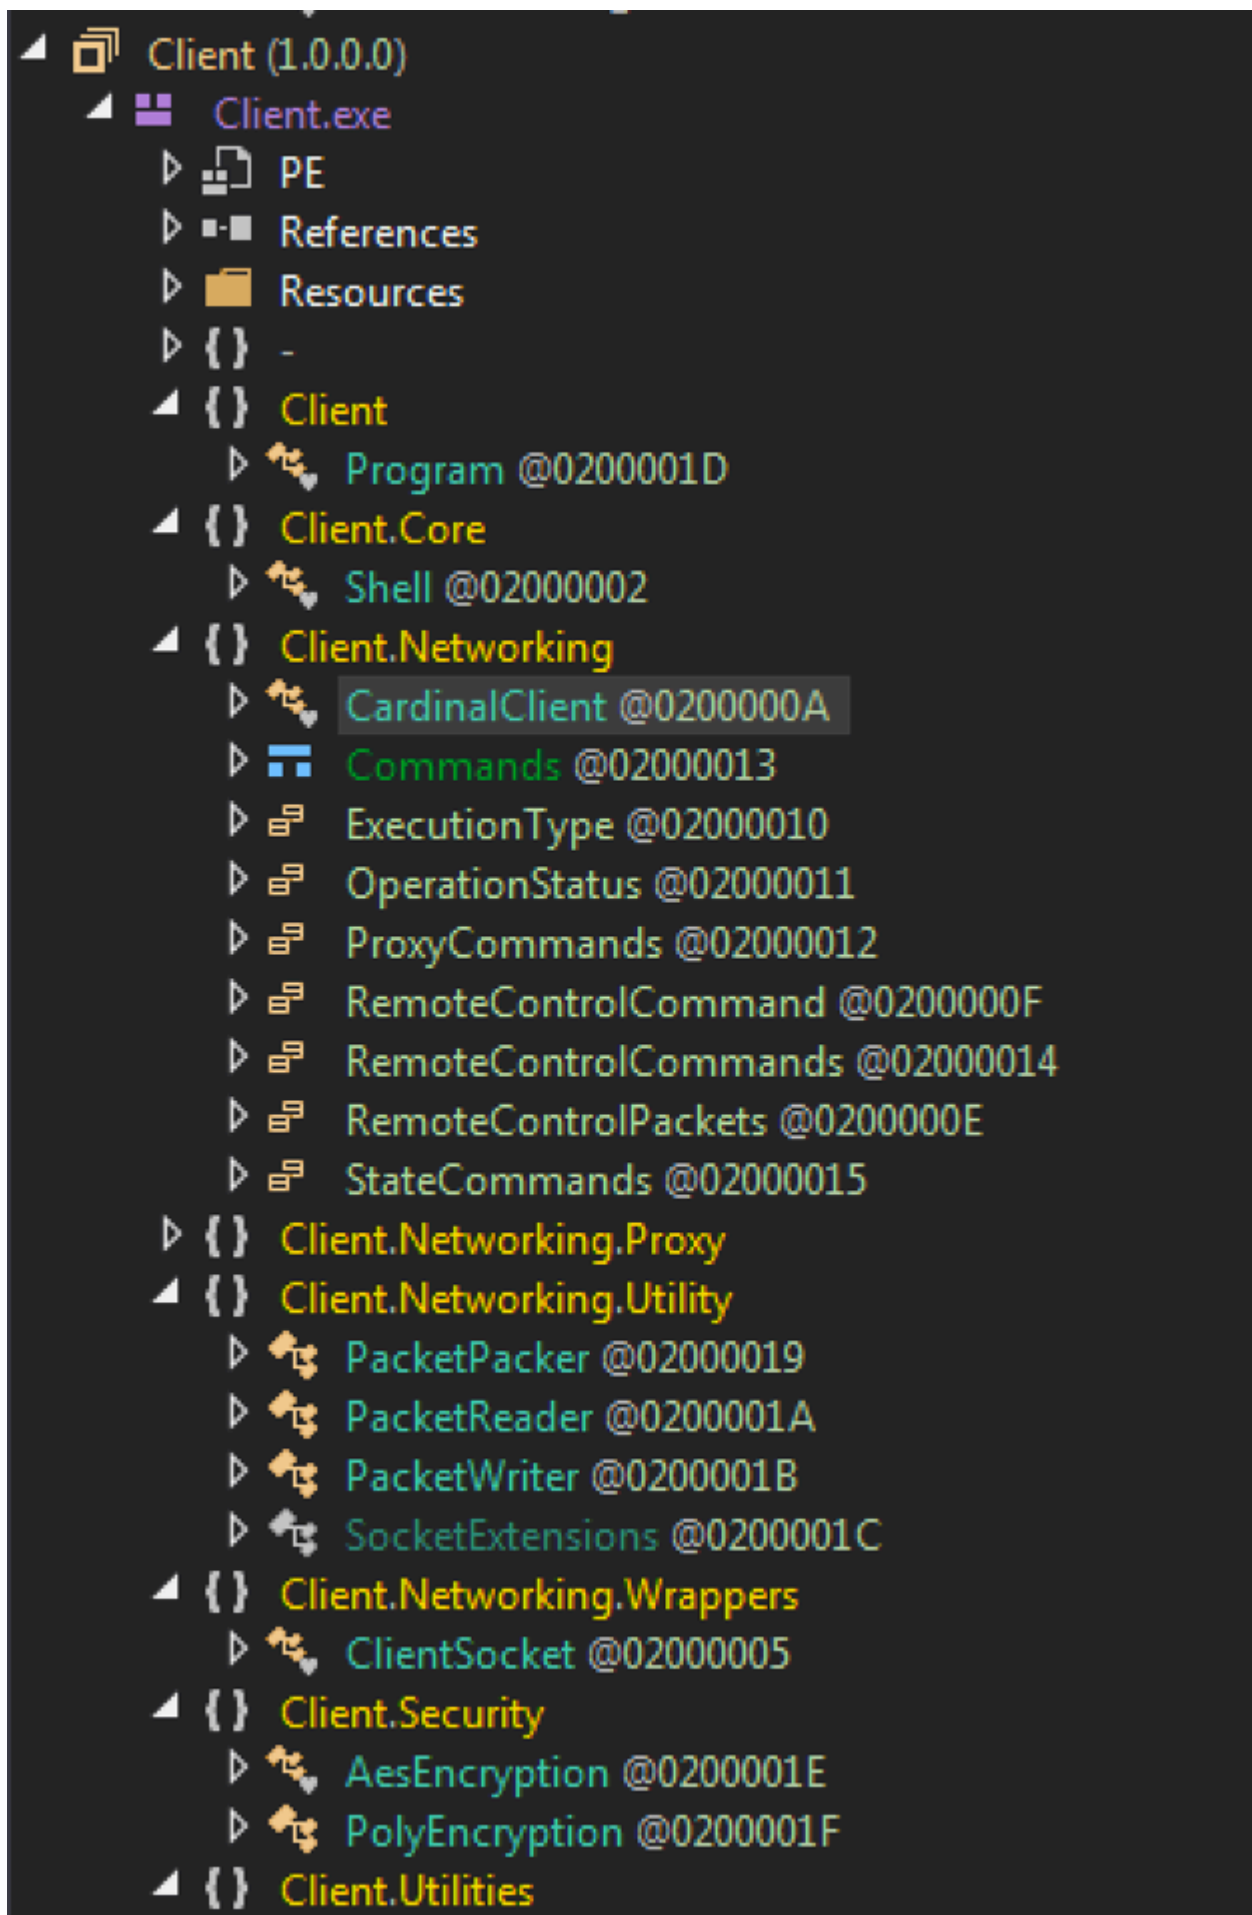 Client (1.0.0.0)
Client.exe
PE
References
Resources
{ } -
{ } Client
Program @0200001D
{ } Client.Core
Shell @02000002
{ } Client.Networking
CardinalClient @0200000A
Commands @02000013
ExecutionType @02000010
OperationStatus @02000011
ProxyCommands @02000012
RemoteControlCommand @0200000F
RemoteControlCommands @02000014
RemoteControlPackets @0200000E
StateCommands @02000015
{ } Client.Networking.Proxy
{ } Client.Networking.Utility
PacketPacker @02000019
PacketReader @0200001A
PacketWriter @0200001B
SocketExtensions @0200001C
{ } Client.Networking.Wrappers
ClientSocket @02000005
{ } Client.Security
AesEncryption @0200001E
PolyEncryption @0200001F
{ } Client.Utilities